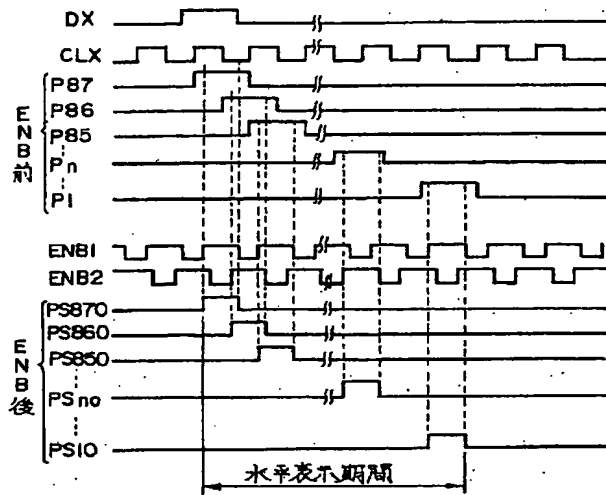 DX
CLX
P87
P86
P85
Pn
P1
ENB前
ENB1
ENB2
PS870
PS860
PS850
PSno
PS10
ENB後
水平表示期間